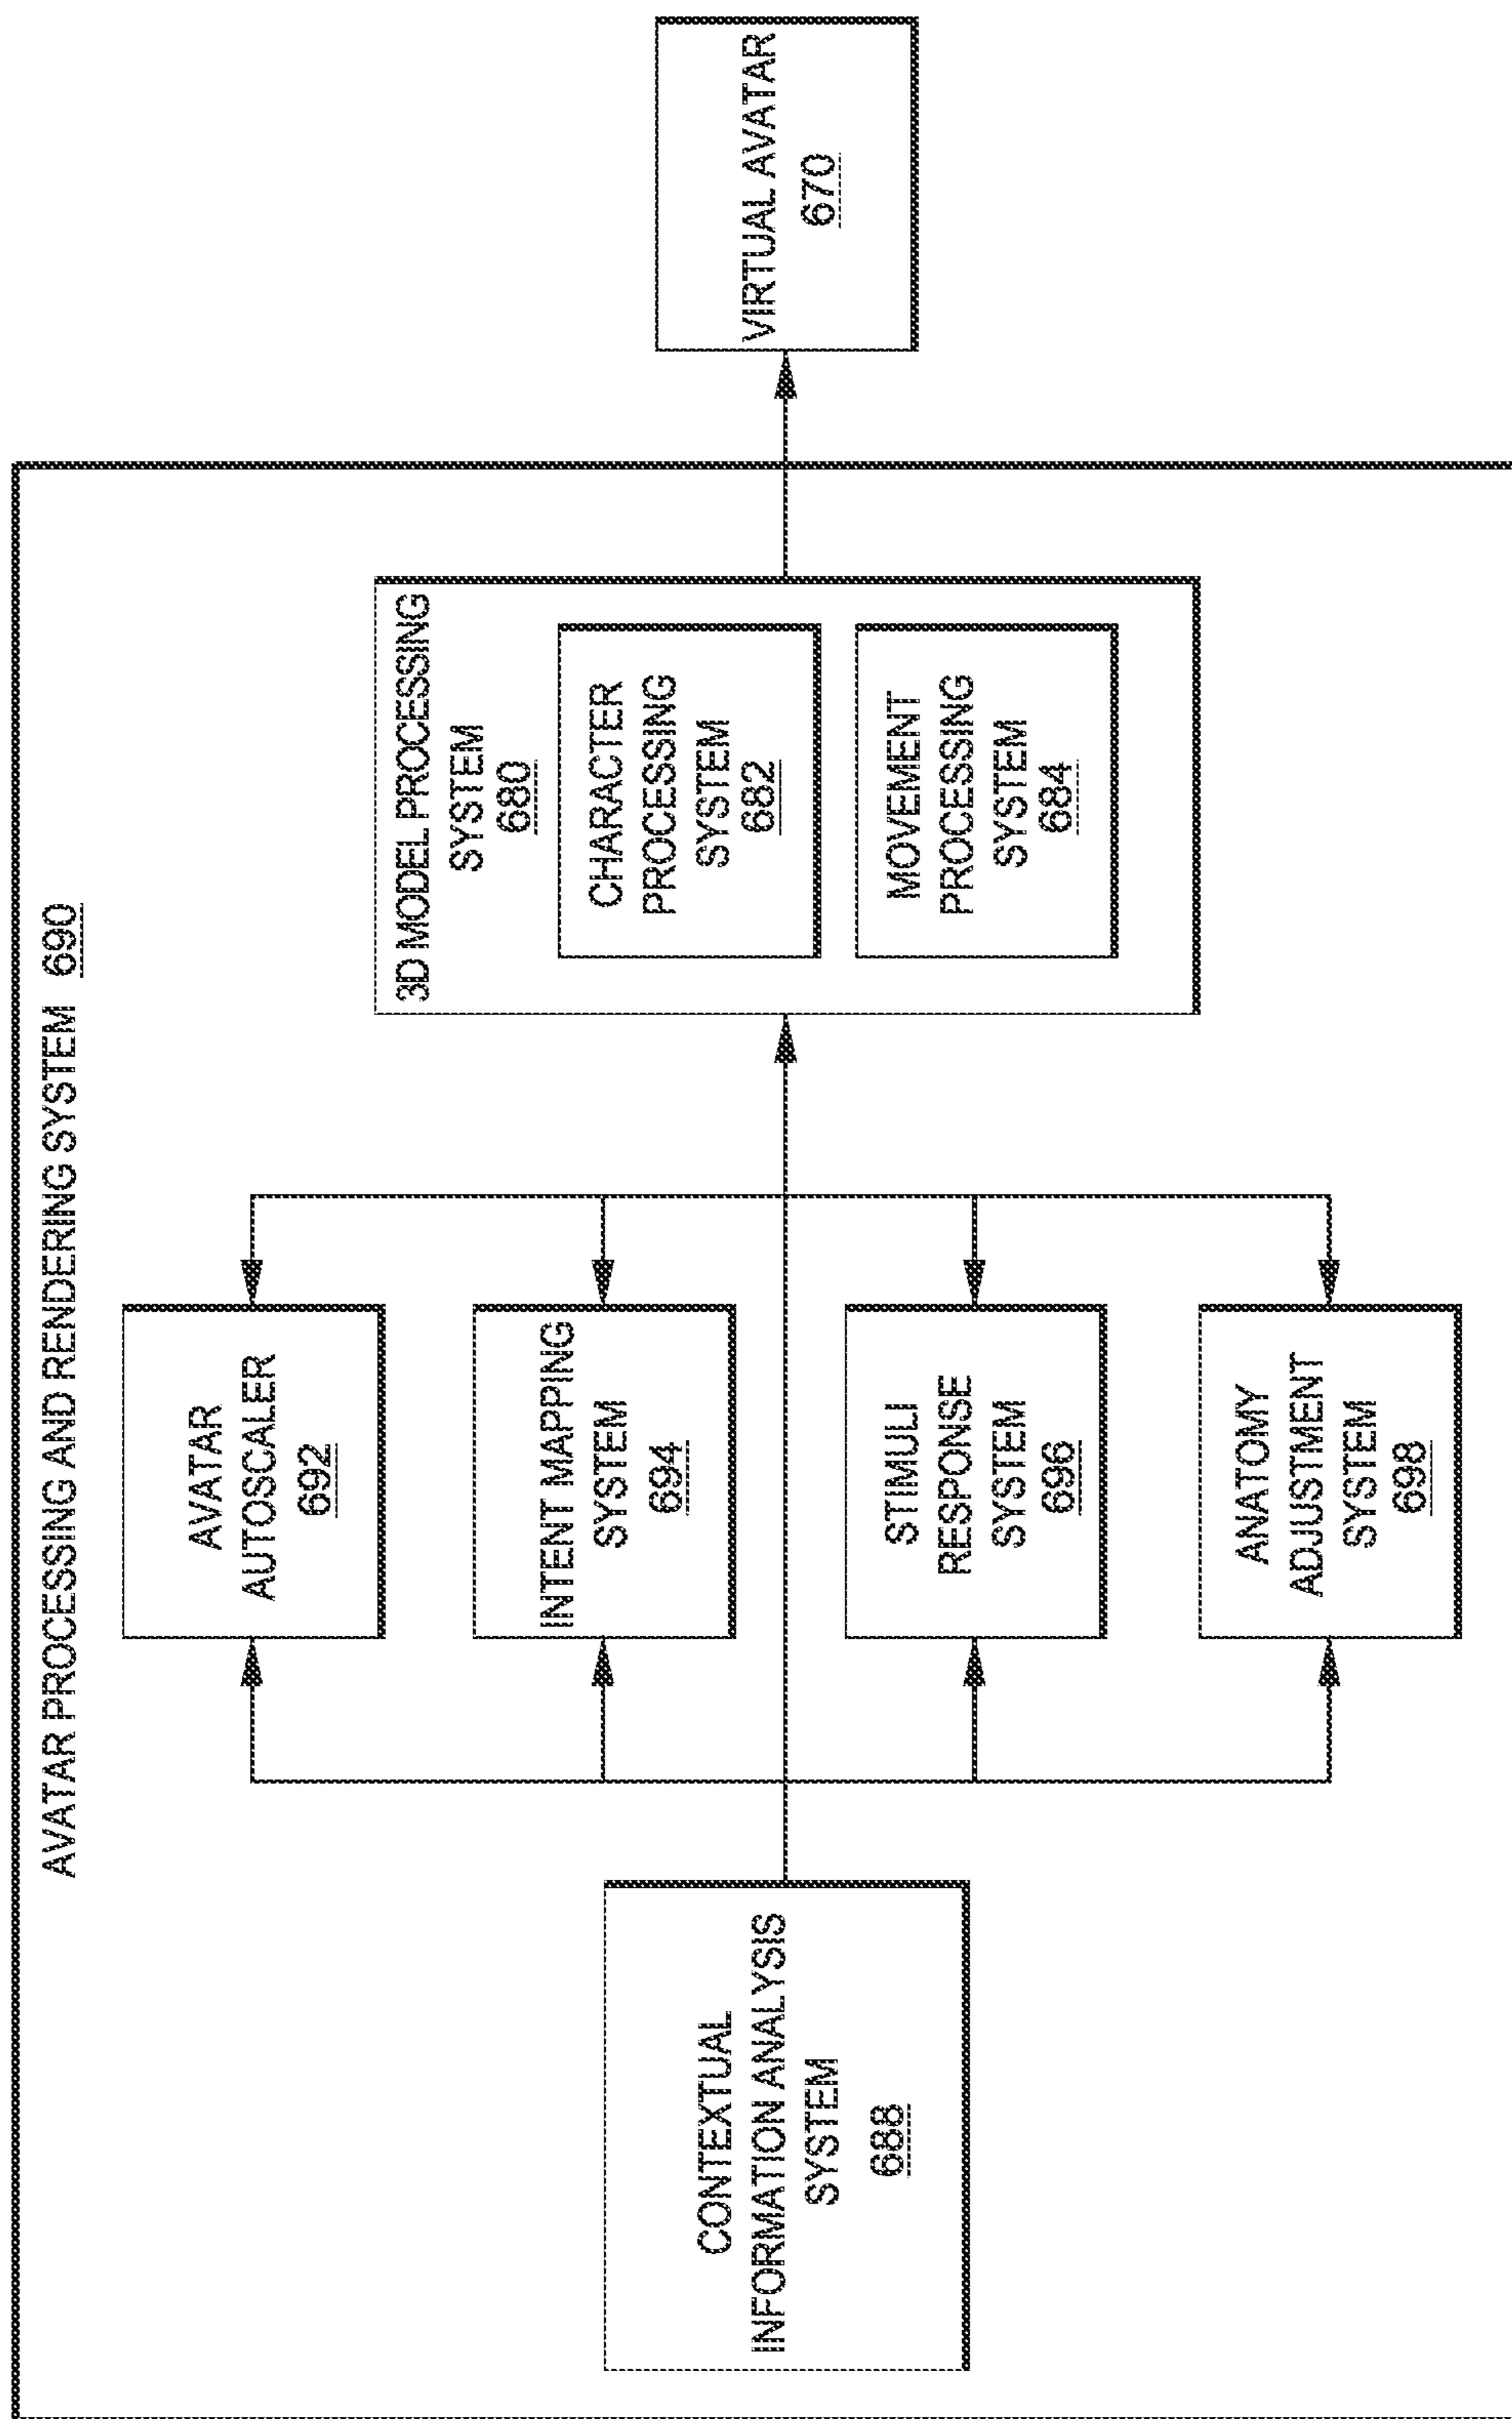 AVATAR PROCESSING AND RENDERING SYSTEM 690
CONTEXTUAL
INFORMATION ANALYSIS
SYSTEM
688
AVATAR
AUTOSCALER
692
INTENT MAPPING
SYSTEM
694
STIMULI
RESPONSE
SYSTEM
696
ANATOMY
ADJUSTMENT
SYSTEM
698
3D MODEL PROCESSING
SYSTEM
680
CHARACTER
PROCESSING
SYSTEM
682
MOVEMENT
PROCESSING
SYSTEM
684
VIRTUAL AVATAR
670